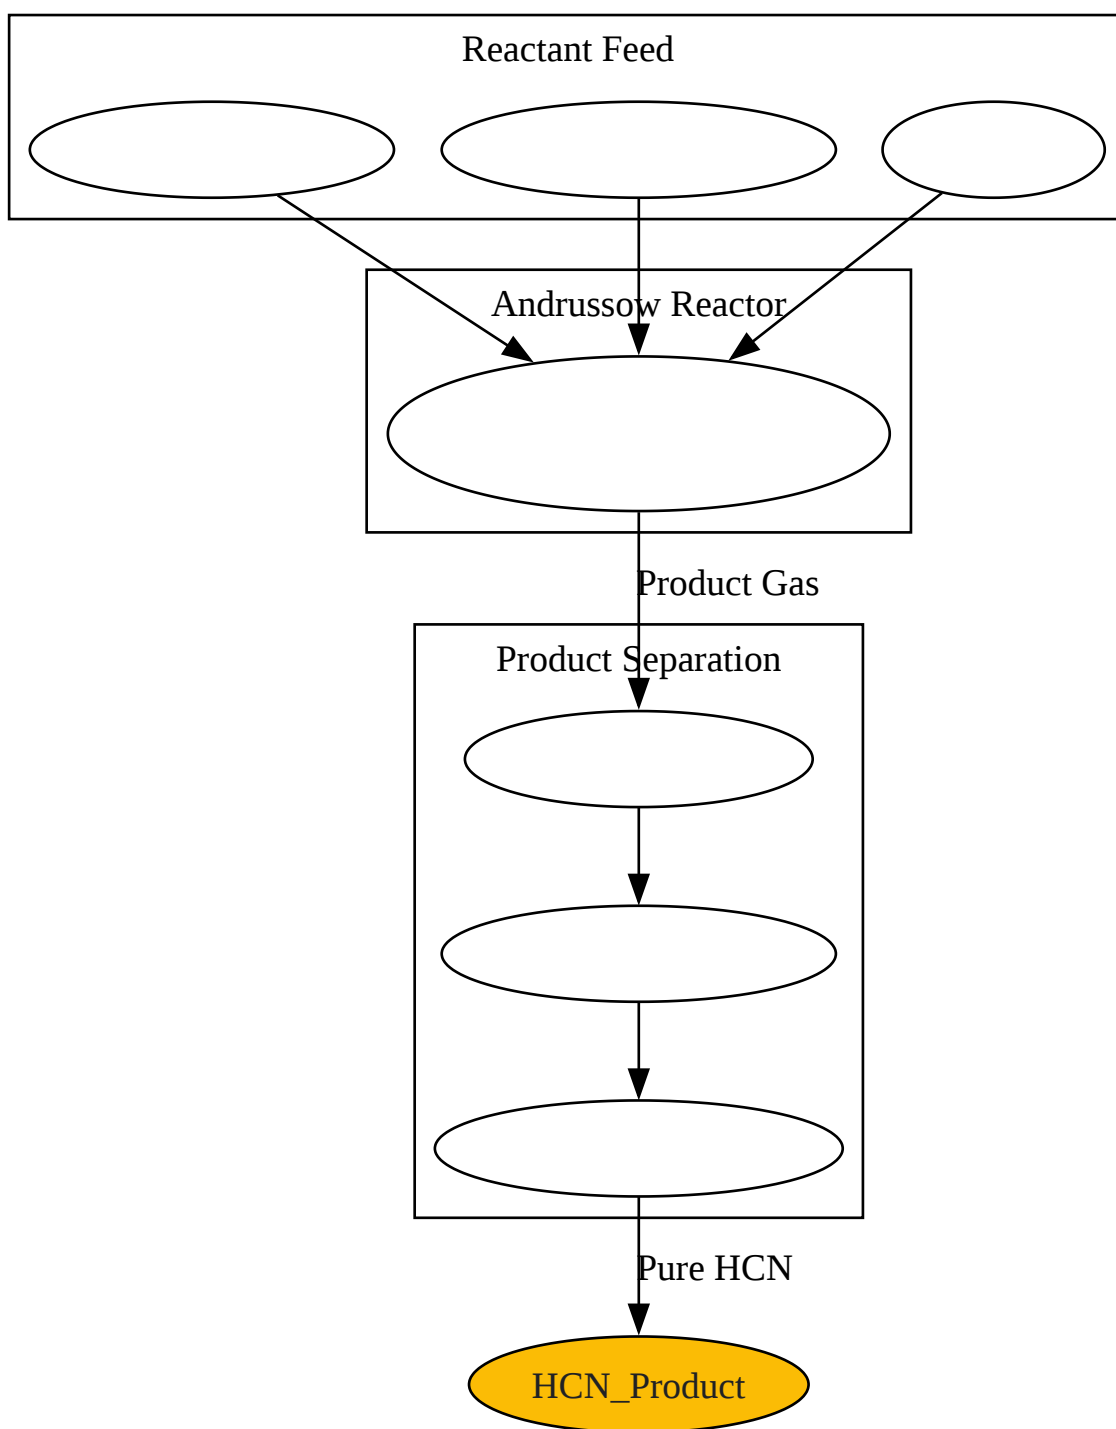 Reactant Feed
Andrussow Reactor
Product Gas
Product Separation
Pure HCN
HCN_Product